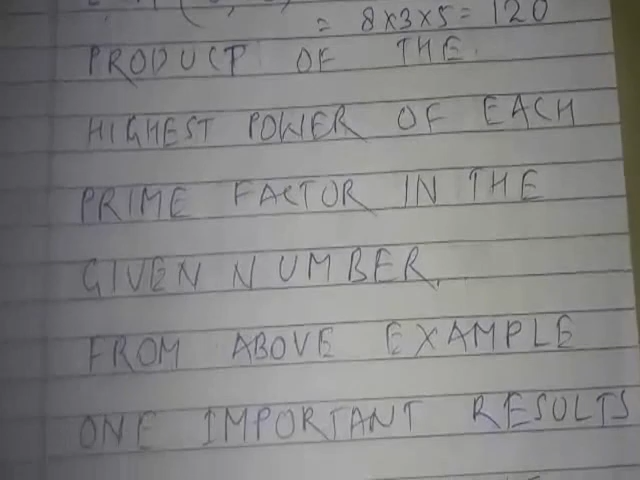 = 8×3×5 = 120
PRODUCT OF THE
HIGHEST POWER OF EACH
PRIME FACTOR IN THE
GIVEN NUMBER.
FROM ABOVE EXAMPLE
ONE IMPORTANT RESULTS